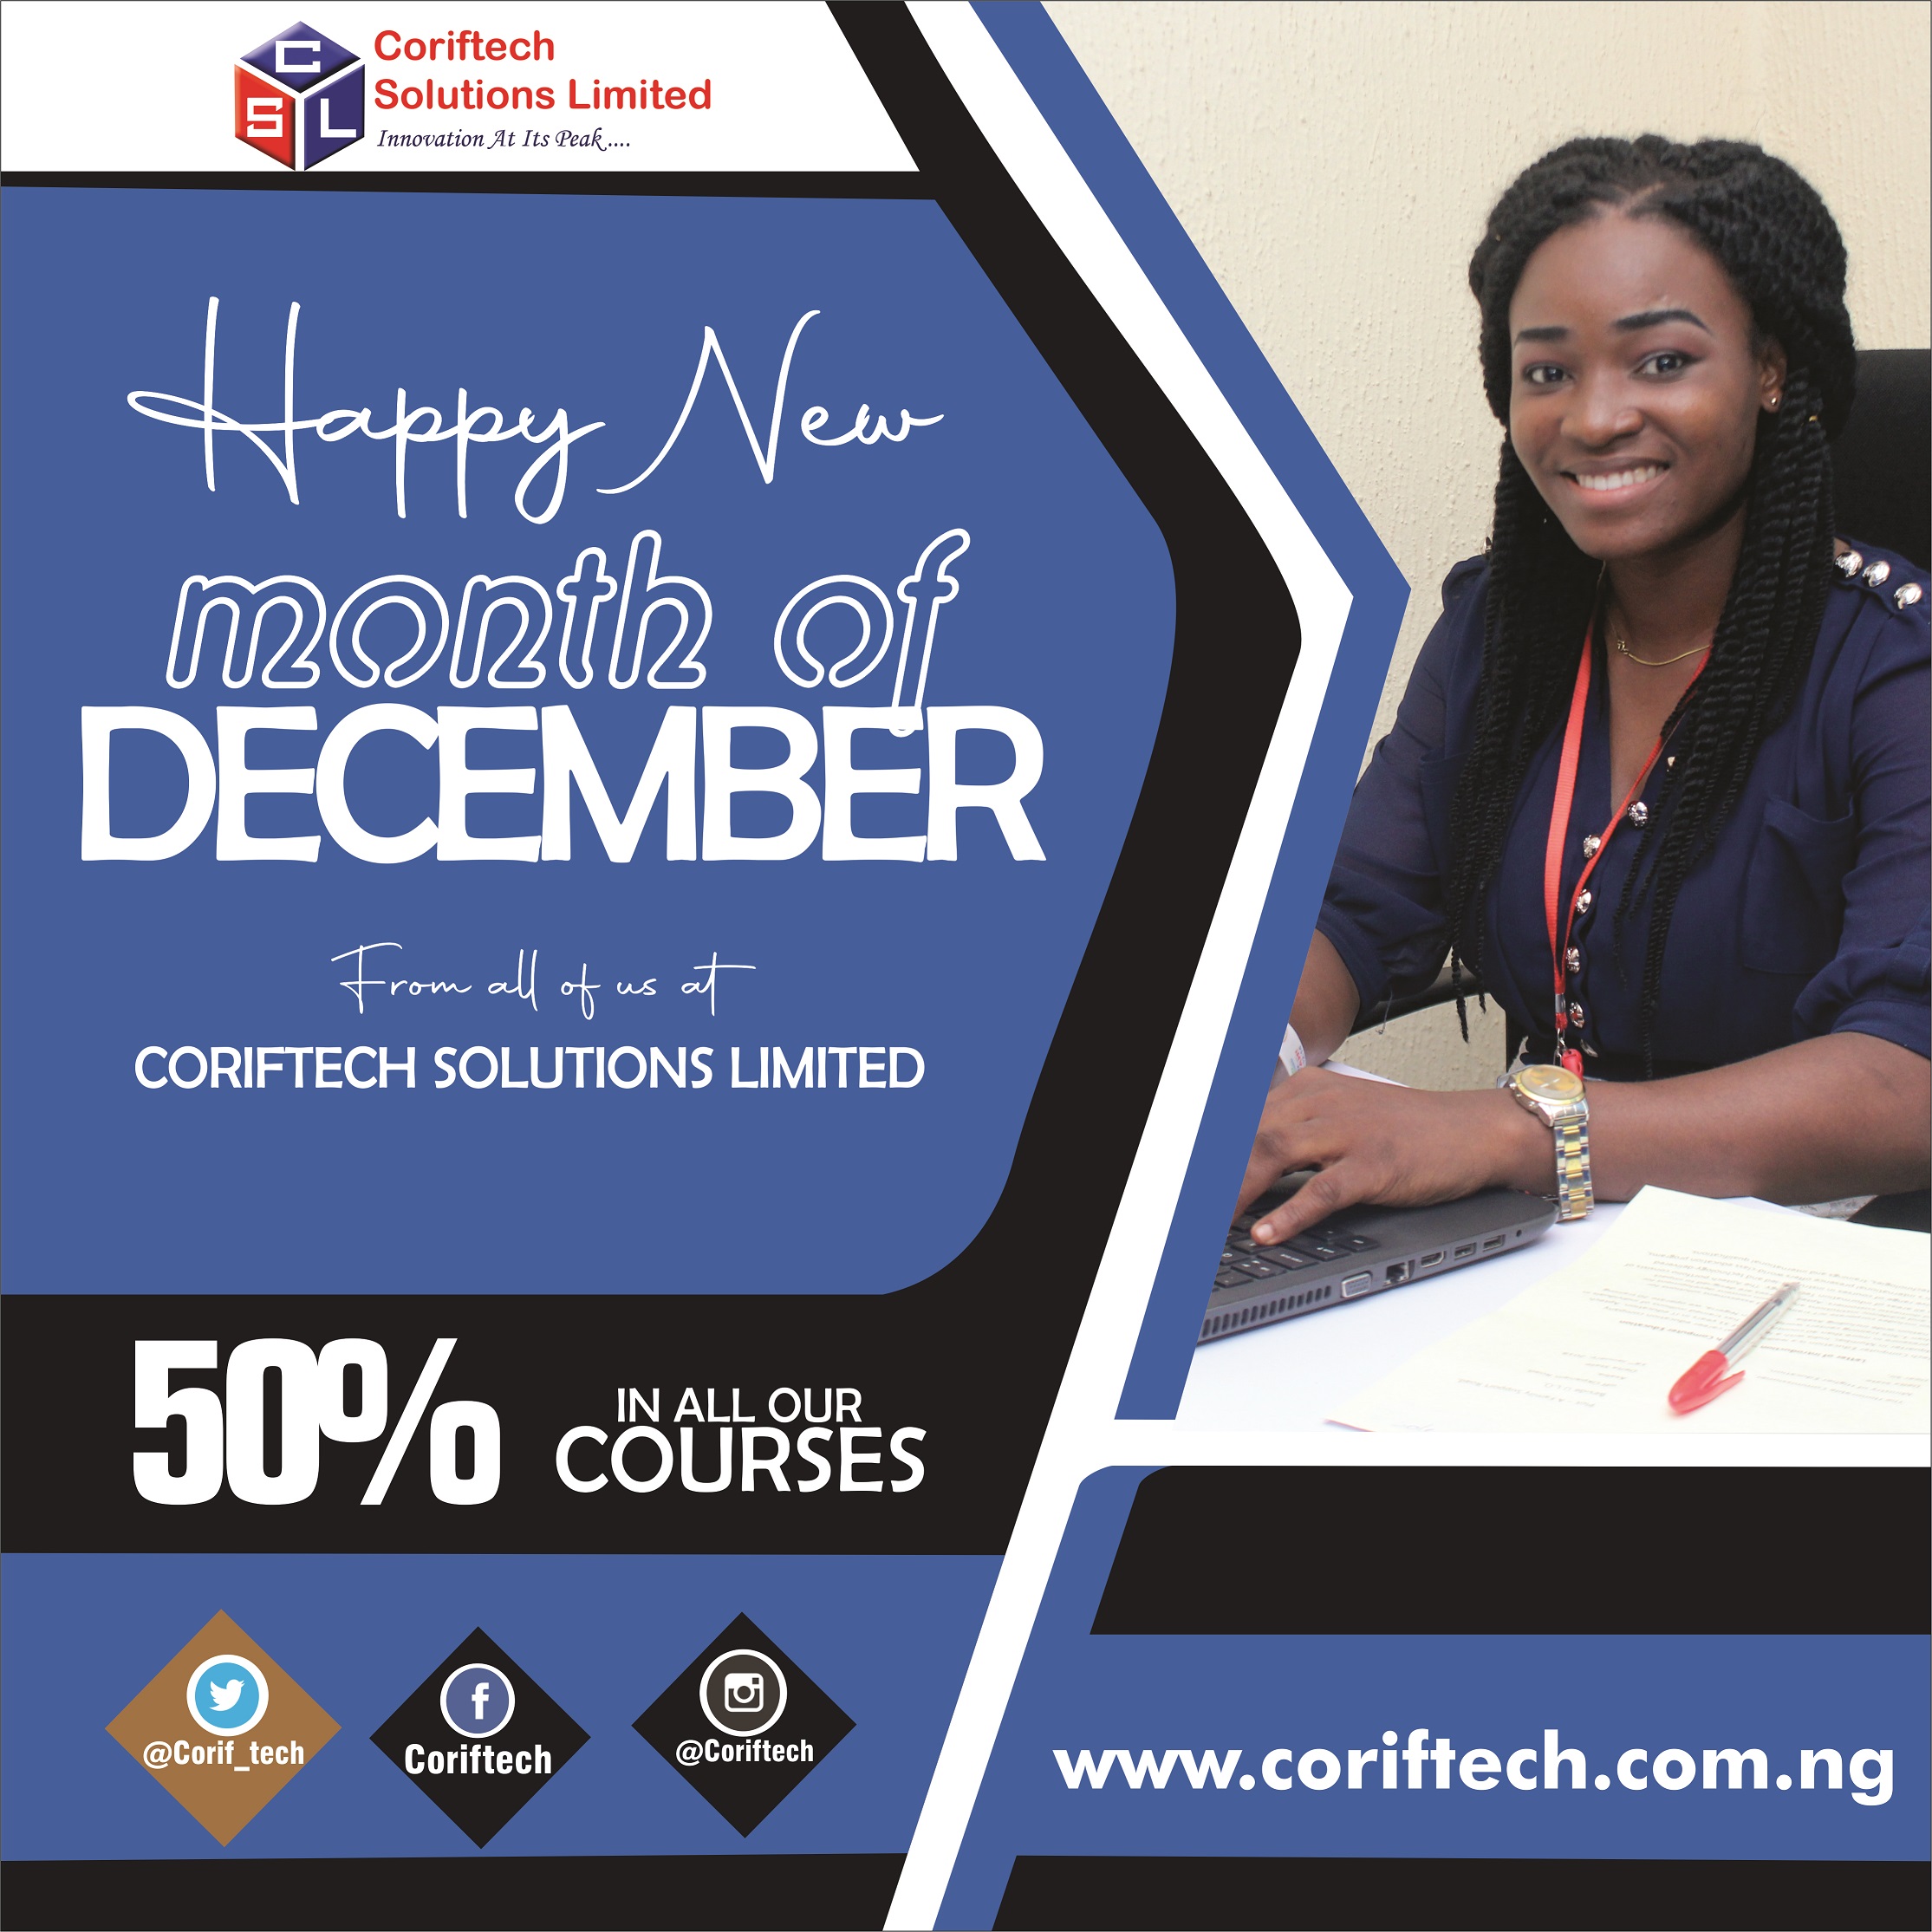 C
S L
Coriftech
Solutions Limited
Innovation At Its Peak....
Happy New
month of
DECEMBER
From all of us at
CORIFTECH SOLUTIONS LIMITED
50%
IN ALL OUR
COURSES
@Corif_tech
f
Coriftech
@Coriftech
www.coriftech.com.ng